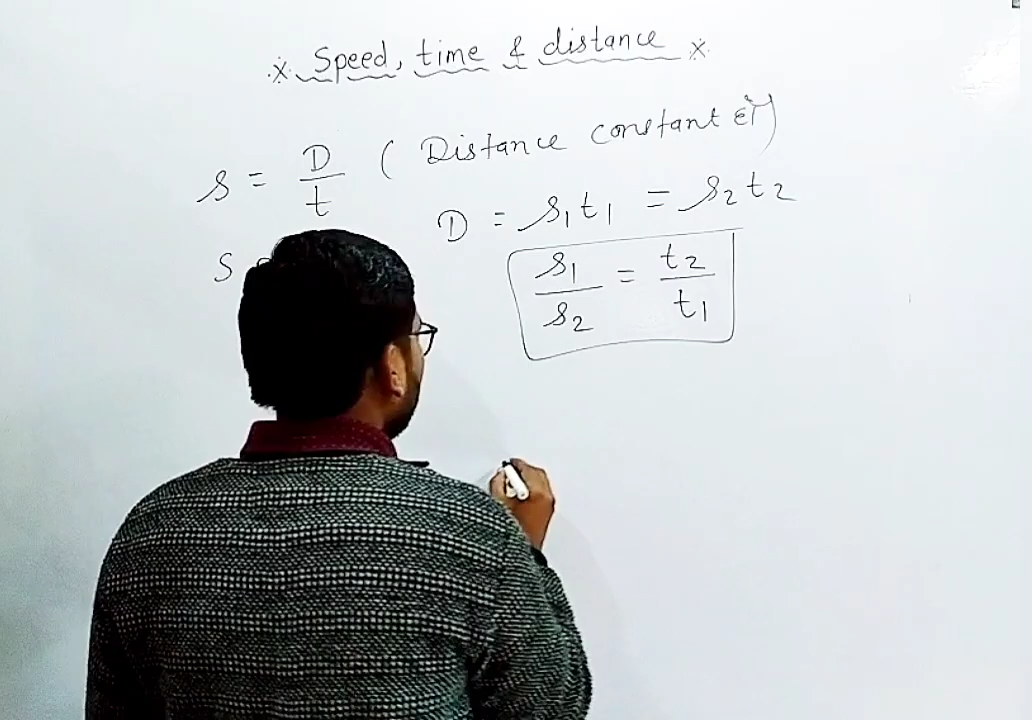 * Speed, time & distance *
s = D/t ( Distance constant हो)
D = s₁t₁ = s₂t₂
s
s₁/s₂ = t₂/t₁